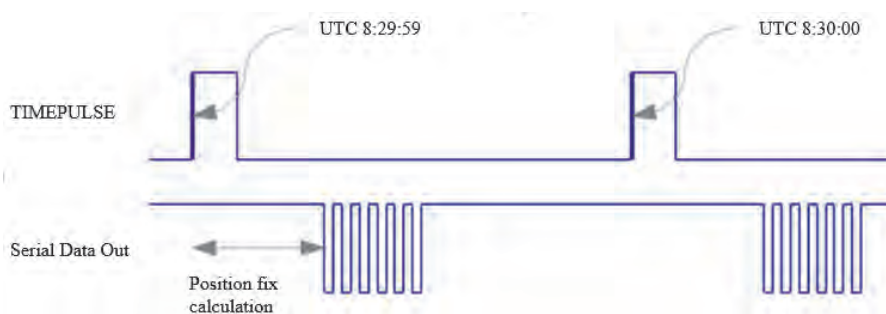 UTC 8:29:59
UTC 8:30:00
TIMEPULSE
Serial Data Out
Position fix
calculation